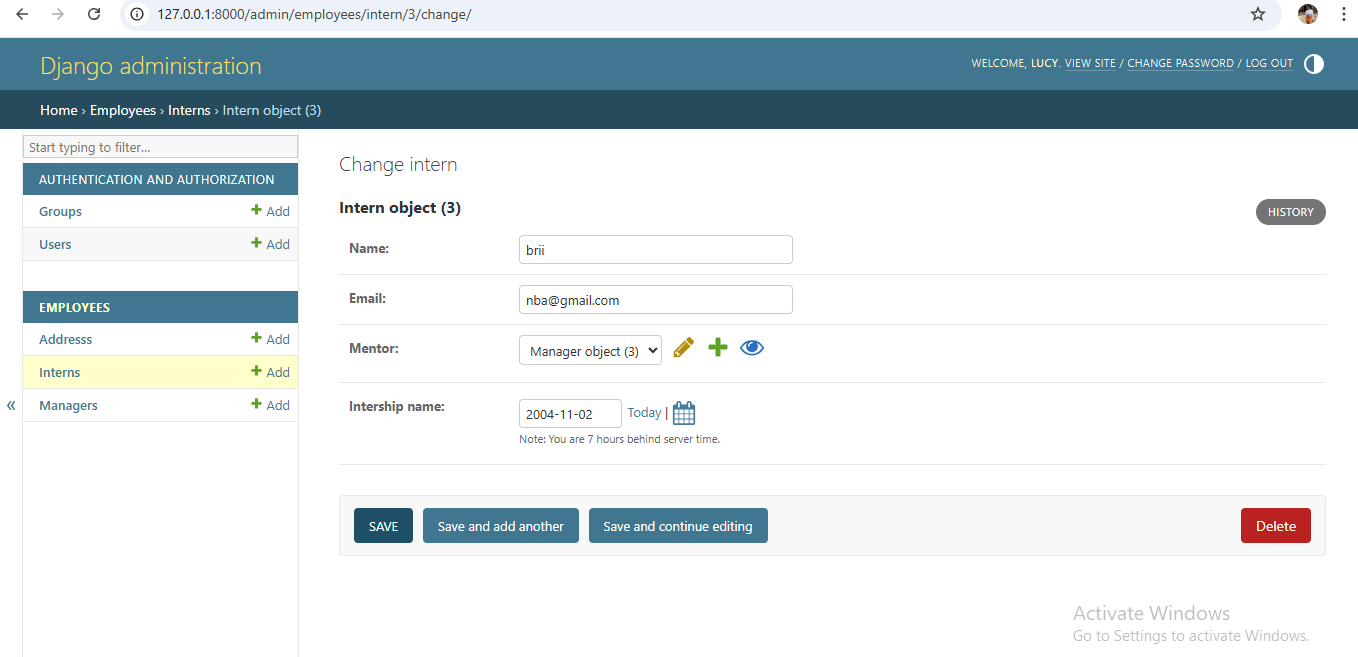 127.0.0.1:8000/admin/employees/intern/3/change/
Django administration
WELCOME, LUCY. VIEW SITE / CHANGE PASSWORD / LOG OUT
Home › Employees › Interns › Intern object (3)
Start typing to filter...
AUTHENTICATION AND AUTHORIZATION
Groups + Add
Users + Add
EMPLOYEES
Addresss + Add
Interns + Add
Managers + Add
«
Change intern
Intern object (3)
HISTORY
Name: brii
Email: nba@gmail.com
Mentor: Manager object (3)
Intership name: 2004-11-02 Today |
Note: You are 7 hours behind server time.
SAVE Save and add another Save and continue editing Delete
Activate Windows
Go to Settings to activate Windows.